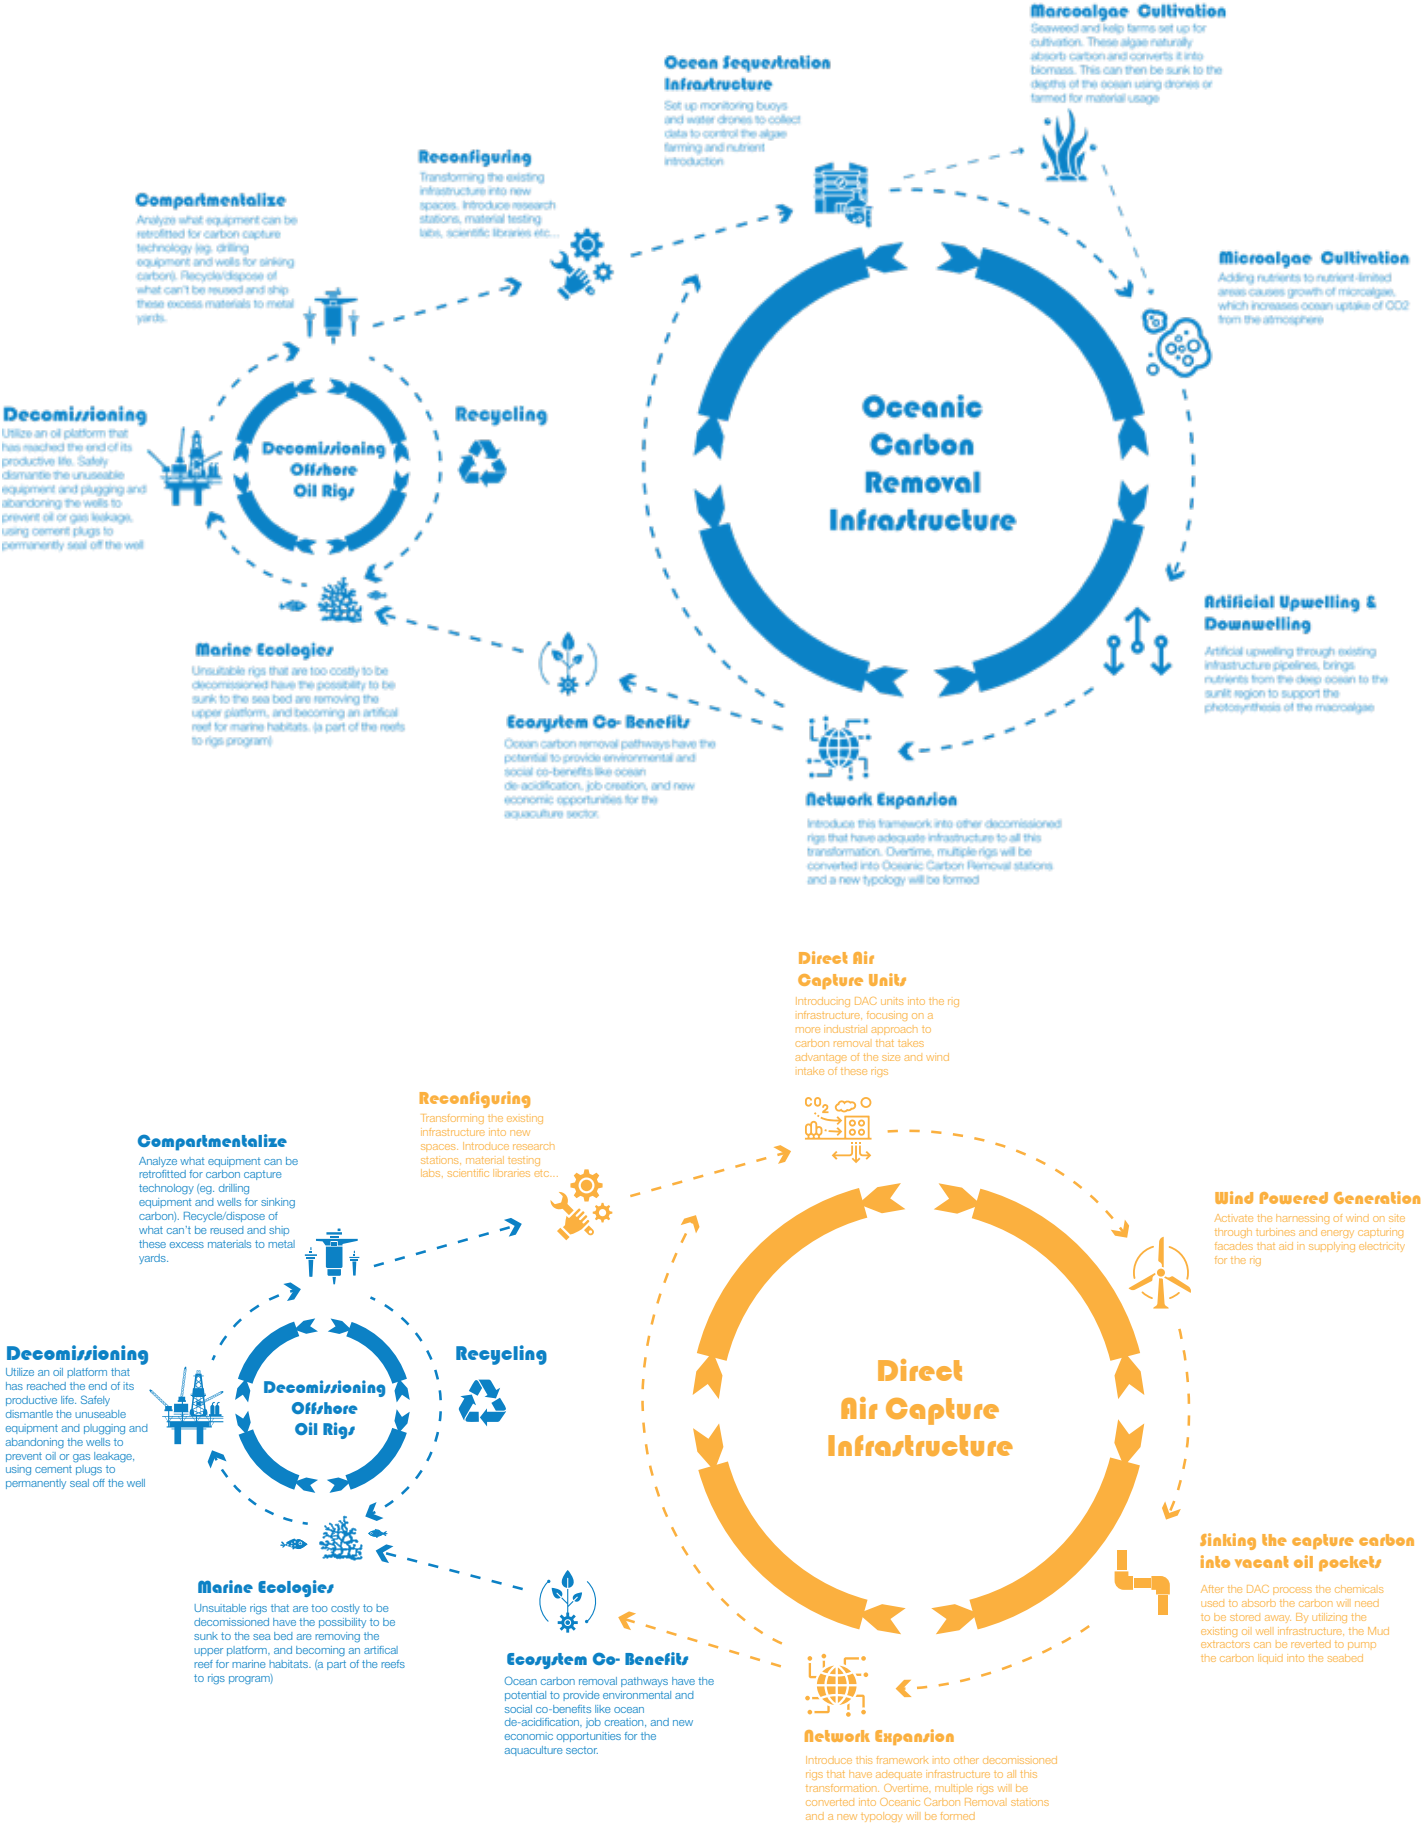 Marcoalgae Cultivation
Seaweed and kelp farms set up for
cultivation. These algae naturally
absorb carbon and converts it into
biomass. This can then be sunk to the
depths of the ocean using drones or
farmed for material usage
Ocean Sequestration
Infrastructure
Set up monitoring buoys
and water drones to collect
data to control the algae
farming and nutrient
introduction
Reconfiguring
Transforming the existing
infrastructure into new
spaces. Introduce research
stations, material testing
labs, scientific libraries etc...
Compartmentalize
Analyze what equipment can be
retrofitted for carbon capture
technology (eg. drilling
equipment and wells for sinking
carbon). Recycle/dispose of
what can't be reused and ship
these excess materials to metal
yards.
Microalgae Cultivation
Adding nutrients to nutrient-limited
areas causes growth of microalgae,
which increases ocean uptake of CO2
from the atmosphere
Decomissioning
Utilize an oil platform that
has reached the end of its
productive life. Safely
dismantle the unuseable
equipment and plugging and
abandoning the wells to
prevent oil or gas leakage,
using cement plugs to
permanently seal off the well
Decomissioning
Offshore
Oil Rigs
Recycling
Oceanic
Carbon
Removal
Infrastructure
Artificial Upwelling &
Downwelling
Artificial upwelling through existing
infrastructure pipelines, brings
nutrients from the deep ocean to the
sunlit region to support the
photosynthesis of the macroalgae
Marine Ecologies
Unsuitable rigs that are too costly to be
decomissioned have the possibility to be
sunk to the sea bed are removing the
upper platform, and becoming an artifical
reef for marine habitats. (a part of the reefs
to rigs program)
Ecosystem Co- Benefits
Ocean carbon removal pathways have the
potential to provide environmental and
social co-benefits like ocean
de-acidification, job creation, and new
economic opportunities for the
aquaculture sector.
Network Expansion
Introduce this framework into other decomissioned
rigs that have adequate infrastructure to all this
transformation. Overtime, multiple rigs will be
converted into Oceanic Carbon Removal stations
and a new typology will be formed
Direct Air
Capture Units
Introducing DAC units into the rig
infrastructure, focusing on a
more industrial approach to
carbon removal that takes
advantage of the size and wind
intake of these rigs
CO2
Reconfiguring
Transforming the existing
infrastructure into new
spaces. Introduce research
stations, material testing
labs, scientific libraries etc...
Compartmentalize
Analyze what equipment can be
retrofitted for carbon capture
technology (eg. drilling
equipment and wells for sinking
carbon). Recycle/dispose of
what can't be reused and ship
these excess materials to metal
yards.
Wind Powered Generation
Activate the harnessing of wind on site
through turbines and energy capturing
facades that aid in supplying electricity
for the rig
Decomissioning
Utilize an oil platform that
has reached the end of its
productive life. Safely
dismantle the unuseable
equipment and plugging and
abandoning the wells to
prevent oil or gas leakage,
using cement plugs to
permanently seal off the well
Decomissioning
Offshore
Oil Rigs
Recycling
Direct
Air Capture
Infrastructure
Sinking the capture carbon
into vacant oil pockets
After the DAC process the chemicals
used to absorb the carbon will need
to be stored away. By utilizing the
existing oil well infrastructure, the Mud
extractors can be reverted to pump
the carbon liquid into the seabed
Marine Ecologies
Unsuitable rigs that are too costly to be
decomissioned have the possibility to be
sunk to the sea bed are removing the
upper platform, and becoming an artifical
reef for marine habitats. (a part of the reefs
to rigs program)
Ecosystem Co- Benefits
Ocean carbon removal pathways have the
potential to provide environmental and
social co-benefits like ocean
de-acidification, job creation, and new
economic opportunities for the
aquaculture sector.
Network Expansion
Introduce this framework into other decomissioned
rigs that have adequate infrastructure to all this
transformation. Overtime, multiple rigs will be
converted into Oceanic Carbon Removal stations
and a new typology will be formed